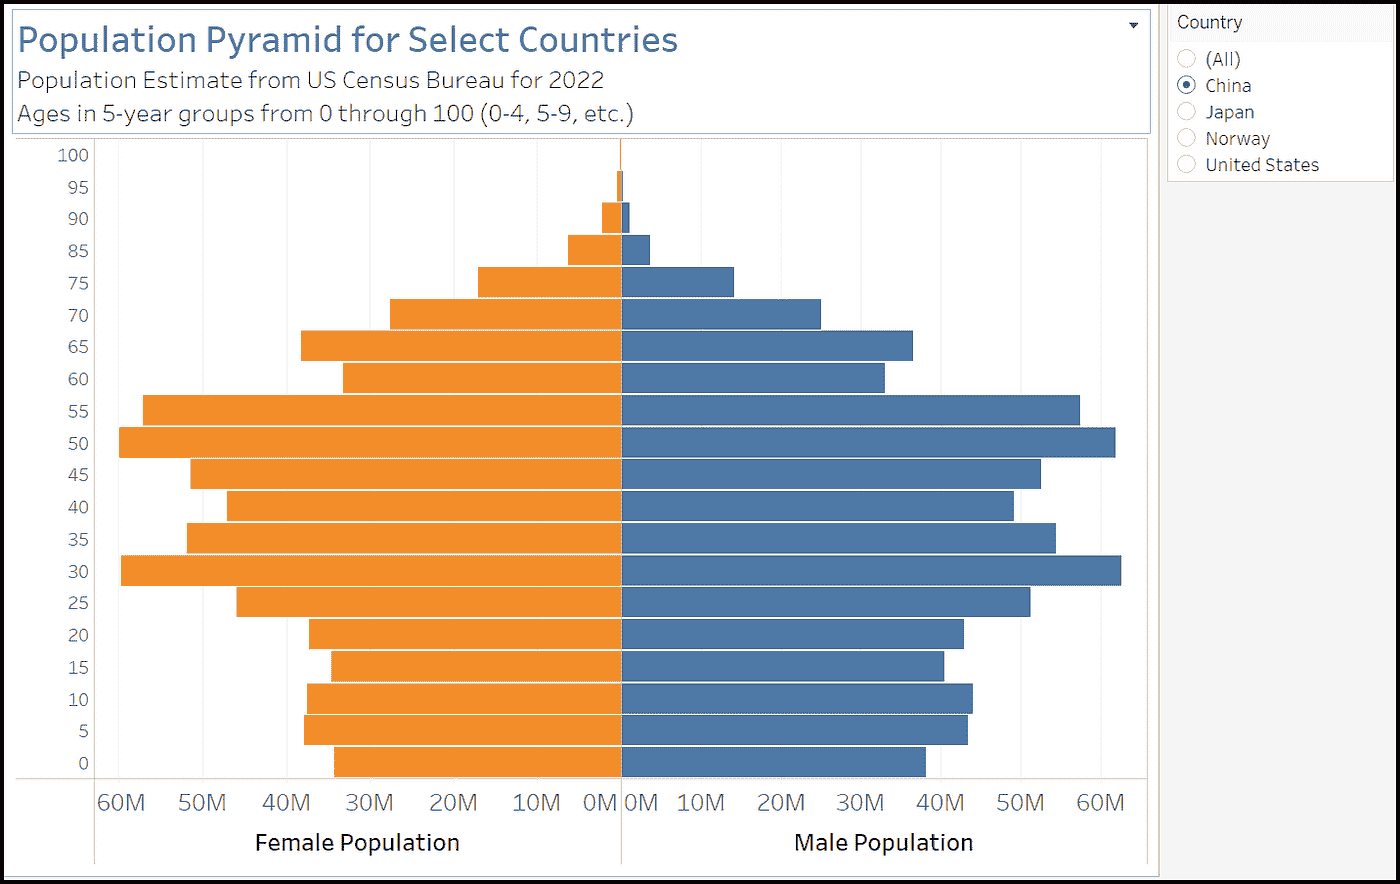 Population Pyramid for Select Countries
Population Estimate from US Census Bureau for 2022
Ages in 5-year groups from 0 through 100 (0-4, 5-9, etc.)
Country
(All)
China
Japan
Norway
United States
100
95
90
85
75
70
65
60
55
50
45
40
35
30
25
20
15
10
5
0
60M 50M 40M 30M 20M 10M 0M 0M 10M 20M 30M 40M 50M 60M
Female Population Male Population